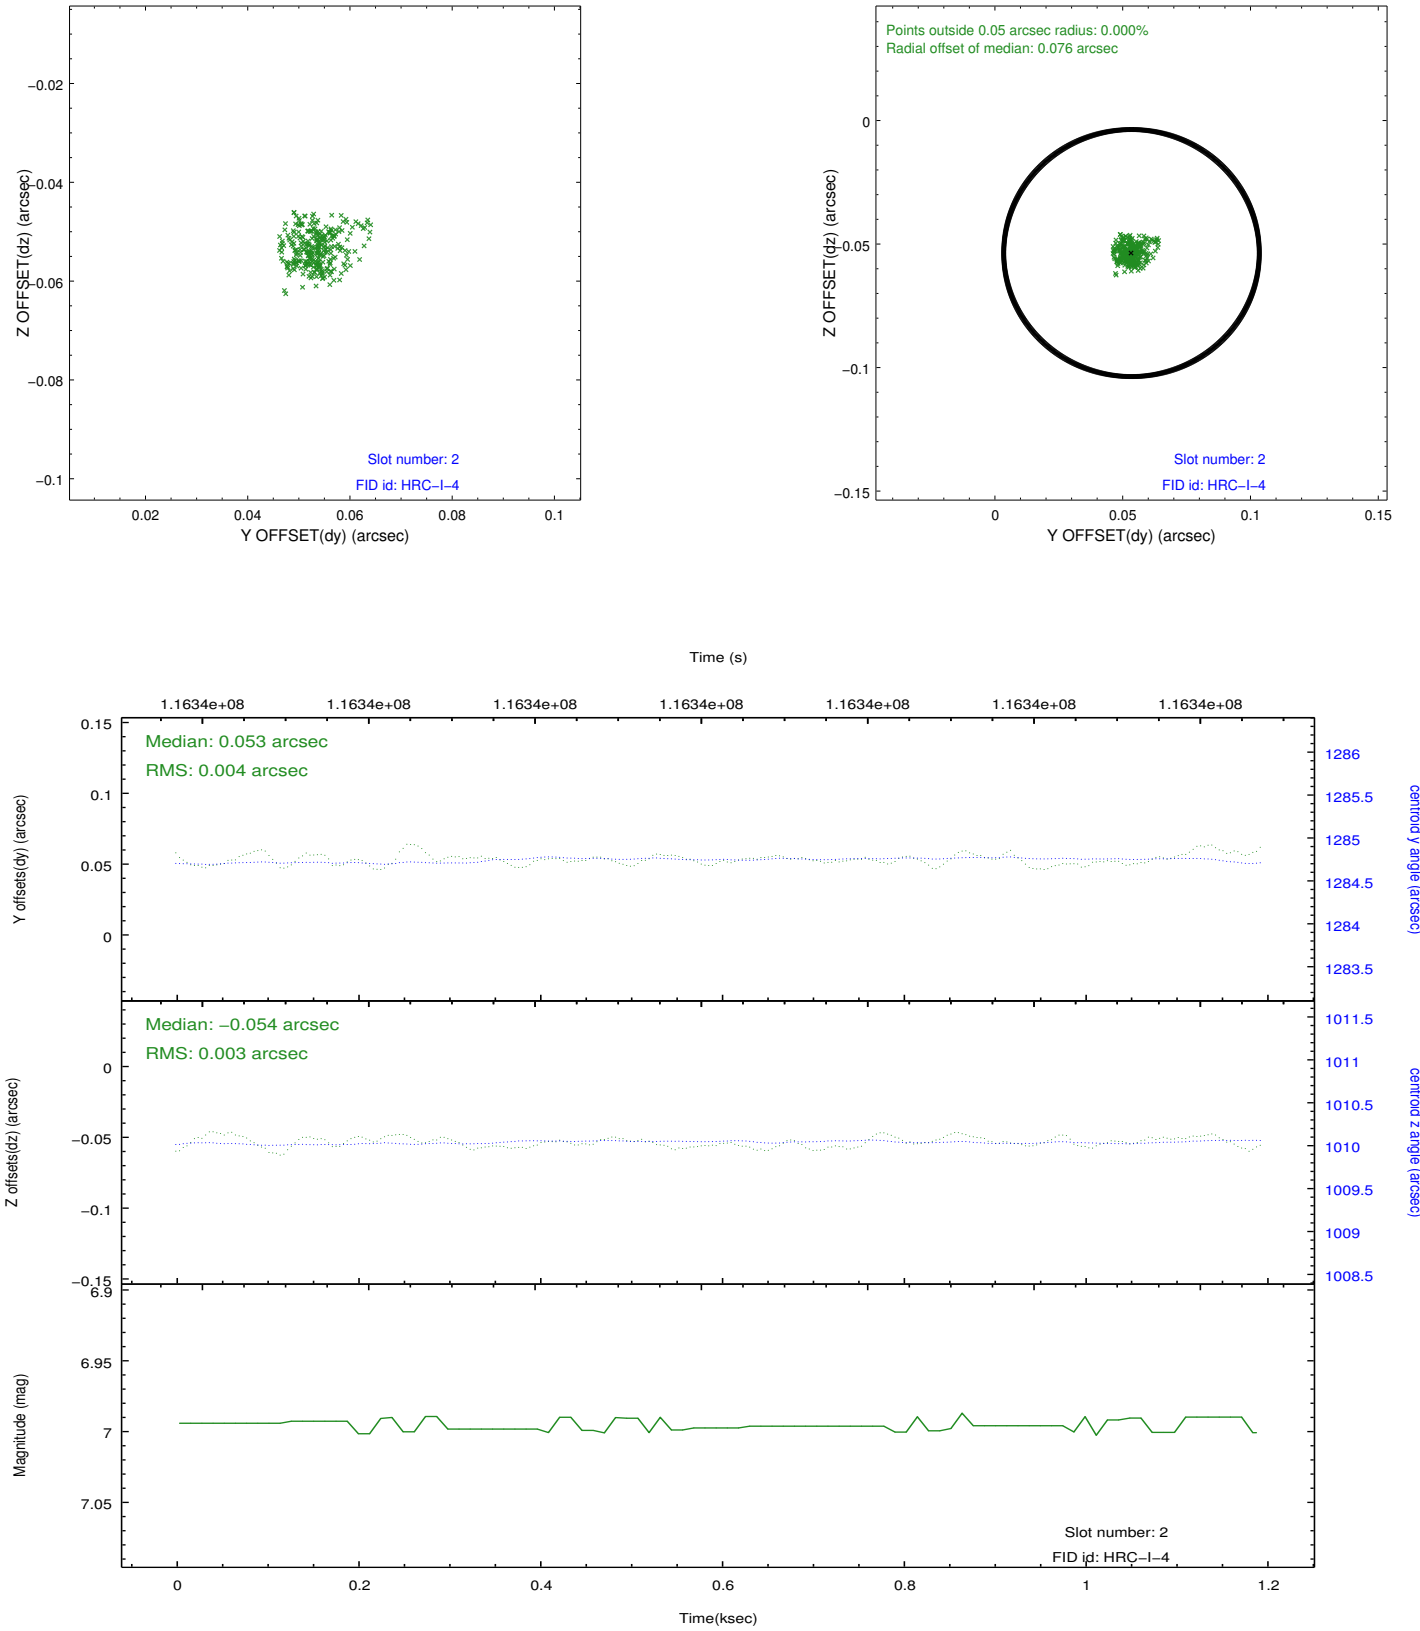 −0.02
−0.04
−0.06
−0.08
−0.1
Z OFFSET(dz) (arcsec)
Slot number: 2
FID id: HRC−I−4
0.02
0.04
0.06
0.08
0.1
Y OFFSET(dy) (arcsec)
Points outside 0.05 arcsec radius: 0.000%
Radial offset of median: 0.076 arcsec
0
−0.05
−0.1
−0.15
Z OFFSET(dz) (arcsec)
Slot number: 2
FID id: HRC−I−4
0
0.05
0.1
0.15
Y OFFSET(dy) (arcsec)
Time (s)
1.1634e+08
1.1634e+08
1.1634e+08
1.1634e+08
1.1634e+08
1.1634e+08
1.1634e+08
Median: 0.053 arcsec
RMS: 0.004 arcsec
0.15
0.1
0.05
0
Y offsets(dy) (arcsec)
1286
1285.5
1285
1284.5
1284
1283.5
centroid y angle (arcsec)
Median: −0.054 arcsec
RMS: 0.003 arcsec
0
−0.05
−0.1
−0.15
Z offsets(dz) (arcsec)
1011.5
1011
1010.5
1010
1009.5
1009
1008.5
centroid z angle (arcsec)
6.9
6.95
7
7.05
Magnitude (mag)
Slot number: 2
FID id: HRC−I−4
0
0.2
0.4
0.6
0.8
1
1.2
Time(ksec)